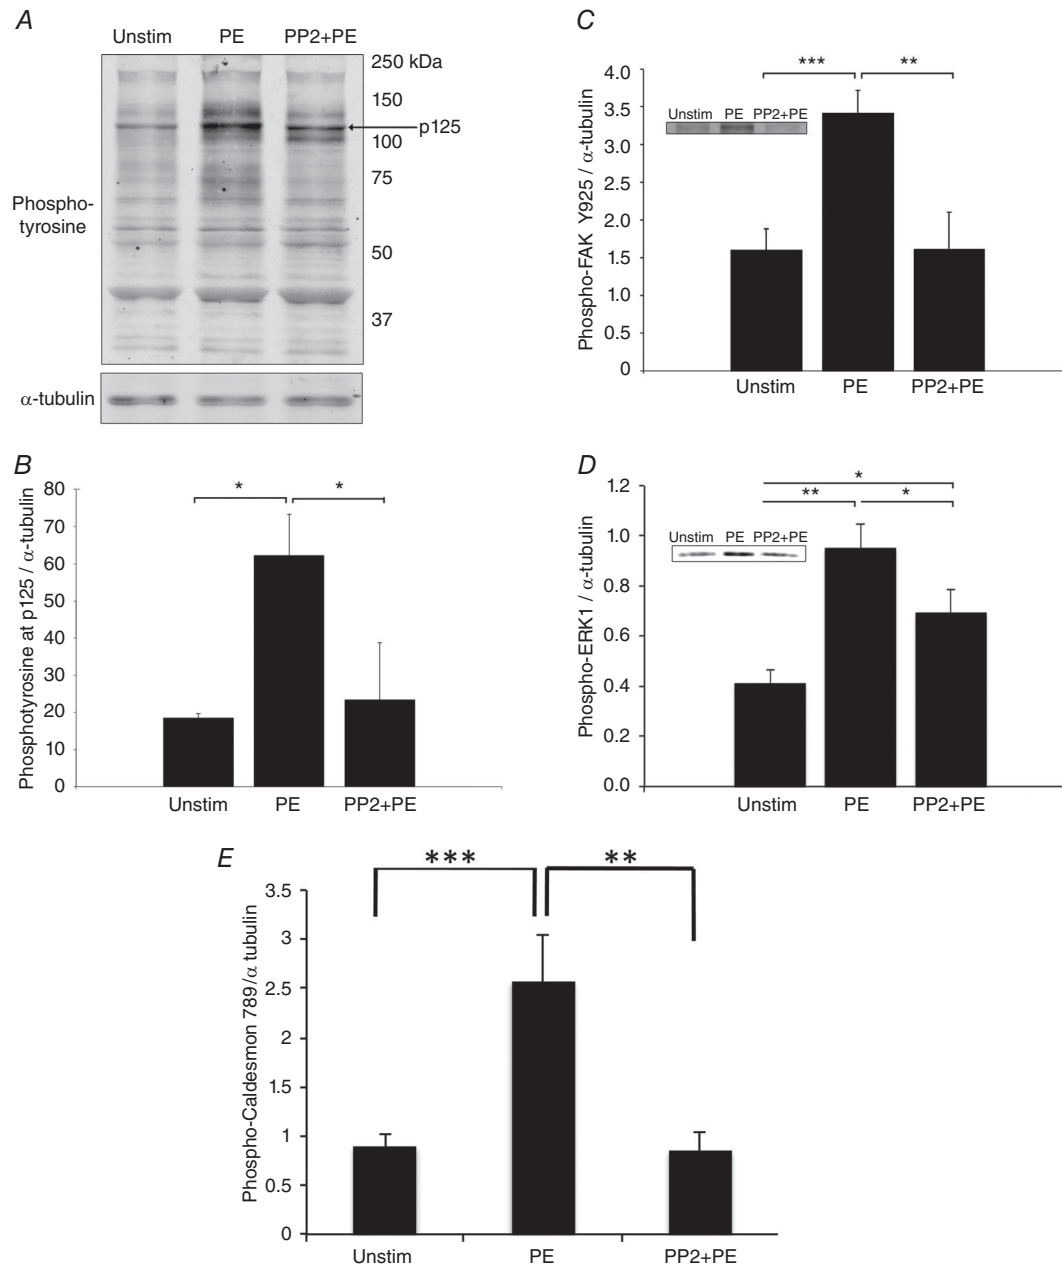 A
Unstim PE PP2+PE
250 kDa
150
p125
100
75
Phospho-
tyrosine
50
37
α-tubulin
B
Phosphotyrosine at p125 / α-tubulin
80
70
60
50
40
30
20
10
0
* *
Unstim PE PP2+PE
C
Phospho-FAK Y925 / α-tubulin
4.0
3.5
3.0
2.5
2.0
1.5
1.0
0.5
0
*** **
Unstim PE PP2+PE
Unstim PE PP2+PE
D
Phospho-ERK1 / α-tubulin
1.2
1.0
0.8
0.6
0.4
0.2
0.0
*
** *
Unstim PE PP2+PE
Unstim PE PP2+PE
E
Phospho-Caldesmon 789/α tubulin
3.5
3
2.5
2
1.5
1
0.5
0
*** **
Unstim PE PP2+PE